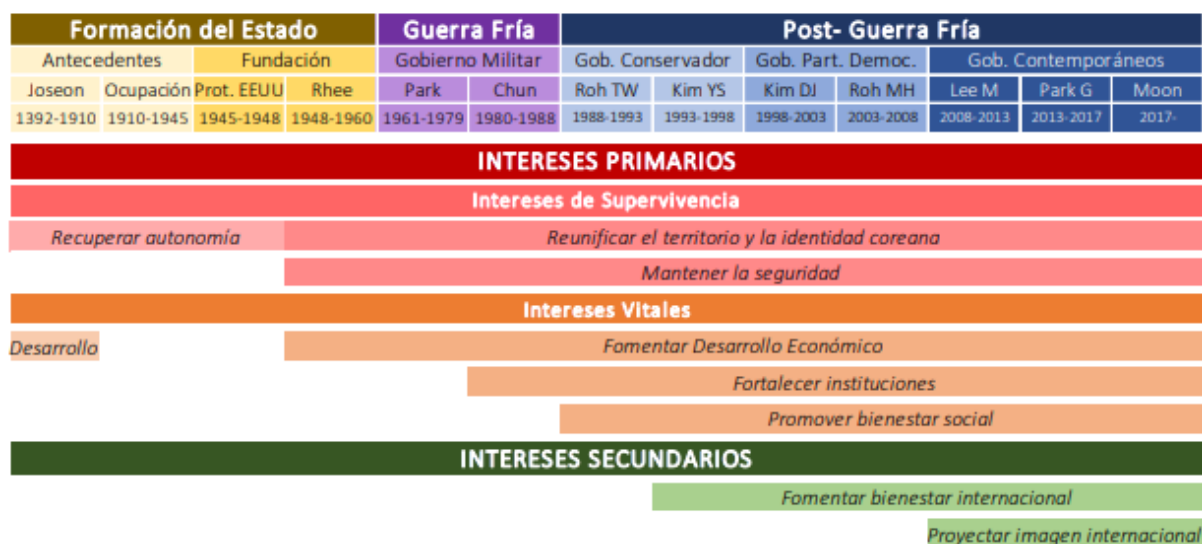 Formación del Estado Guerra Fría Post- Guerra Fría
Antecedentes Fundación Gobierno Militar Gob. Conservador Gob. Part. Democ. Gob. Contemporáneos
Joseon Ocupación Prot. EEUU Rhee Park Chun Roh TW Kim YS Kim DJ Roh MH Lee M Park G Moon
1392-1910 1910-1945 1945-1948 1948-1960 1961-1979 1980-1988 1988-1993 1993-1998 1998-2003 2003-2008 2008-2013 2013-2017 2017-
INTERESES PRIMARIOS
Intereses de Supervivencia
Recuperar autonomía Reunificar el territorio y la identidad coreana
Mantener la seguridad
Intereses Vitales
Desarrollo Fomentar Desarrollo Económico
Fortalecer instituciones
Promover bienestar social
INTERESES SECUNDARIOS
Fomentar bienestar internacional
Proyectar imagen internacional